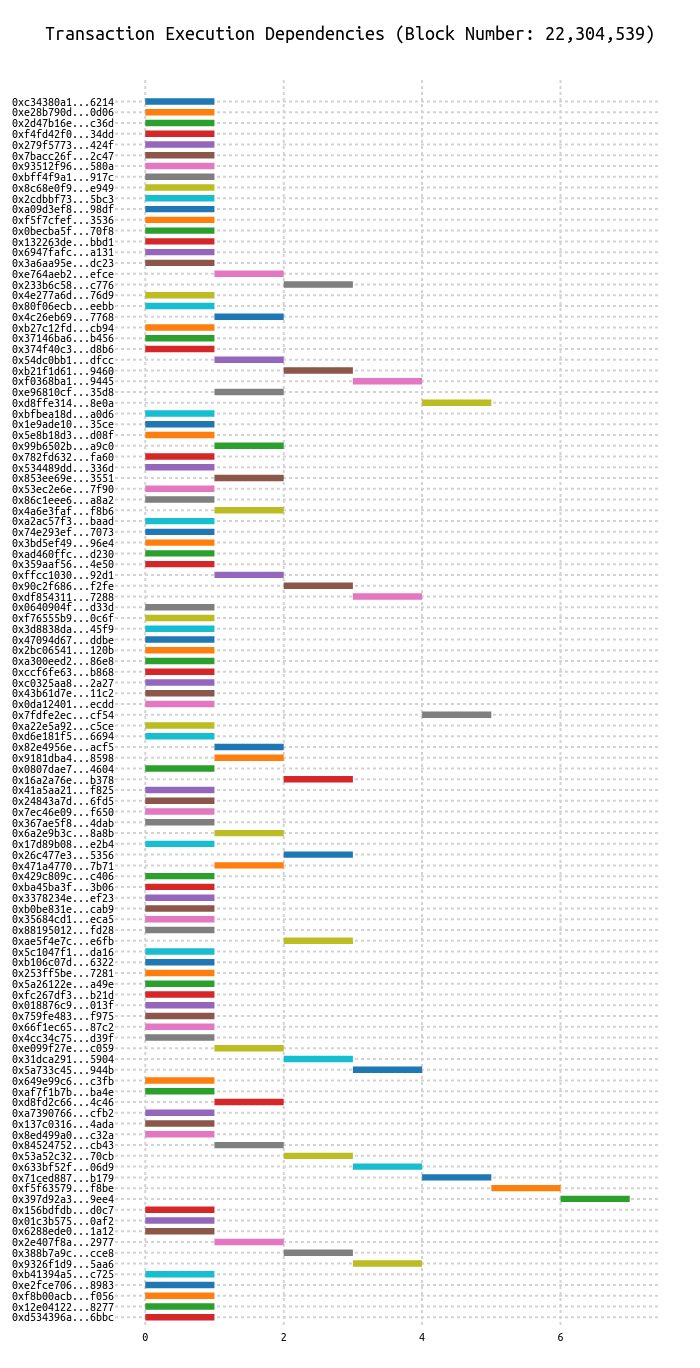 Transaction Execution Dependencies (Block Number: 22,304,539)
0xc34380a1...6214
0xe28b790d...0d06
0x2d47b16e...c36d
0xf4fd42f0...34dd
0x279f5773...424f
0x7bacc26f...2c47
0x93512f96...580a
0xbff4f9a1...917c
0x8c68e0f9...e949
0x2cdbbf73...5bc3
0xa09d3ef8...98df
0xf5f7cfef...3536
0x0becba5f...70f8
0x132263de...bbd1
0x6947fafc...a131
0x3a6aa95e...dc23
0xe764aeb2...efce
0x233b6c58...c776
0x4e277a6d...76d9
0x80f06ecb...eebb
0x4c26eb69...7768
0xb27c12fd...cb94
0x37146ba6...b456
0x374f40c3...d8b6
0x54dc0bb1...dfcc
0xb21f1d61...9460
0xf0368ba1...9445
0xe96810cf...35d8
0xd8ffe314...8e0a
0xbfbea18d...a0d6
0x1e9ade10...35ce
0x5e8b18d3...d08f
0x99b6502b...a9c0
0x782fd632...fa60
0x534489dd...336d
0x853ee69e...3551
0x53ec2e6e...7f90
0x86c1eee6...a8a2
0x4a6e3faf...f8b6
0xa2ac57f3...baad
0x74e293ef...7073
0x3bd5ef49...96e4
0xad460ffc...d230
0x359aaf56...4e50
0xffcc1030...92d1
0x90c2f686...f2fe
0xdf854311...7288
0x0640904f...d33d
0xf76555b9...0c6f
0x3d8838da...45f9
0x47094d67...ddbe
0x2bc06541...120b
0xa300eed2...86e8
0xccf6fe63...b868
0xc0325aa8...2a27
0x43b61d7e...11c2
0x0da12401...ecdd
0x7fdfe2ec...cf54
0xa22e5a92...c5ce
0xd6e181f5...6694
0x82e4956e...acf5
0x9181dba4...8598
0x0807dae7...4604
0x16a2a76e...b378
0x41a5aa21...f825
0x24843a7d...6fd5
0x7ec46e09...f650
0x367ae5f8...4dab
0x6a2e9b3c...8a8b
0x17d89b08...e2b4
0x26c477e3...5356
0x471a4770...7b71
0x429c809c...c406
0xba45ba3f...3b06
0x3378234e...ef23
0xb0be831e...cab9
0x35684cd1...eca5
0x88195012...fd28
0xae5f4e7c...e6fb
0x5c1047f1...da16
0xb106c07d...6322
0x253ff5be...7281
0x5a26122e...a49e
0xfc267df3...b21d
0x018876c9...013f
0x759fe483...f975
0x66f1ec65...87c2
0x4cc34c75...d39f
0xe099f27e...c059
0x31dca291...5904
0x5a733c45...944b
0x649e99c6...c3fb
0xaf7f1b7b...ba4e
0xd8fd2c66...4c46
0xa7390766...cfb2
0x137c0316...4ada
0x8ed499a0...c32a
0x84524752...cb43
0x53a52c32...70cb
0x633bf52f...06d9
0x71ced887...b179
0xf5f63579...f8be
0x397d92a3...9ee4
0x156bdfdb...d0c7
0x01c3b575...0af2
0x6288ede0...1a12
0x2e407f8a...2977
0x388b7a9c...cce8
0x9326f1d9...5aa6
0xb41394a5...c725
0xe2fce706...8983
0xf8b00acb...f056
0x12e04122...8277
0xd534396a...6bbc
0 2 4 6